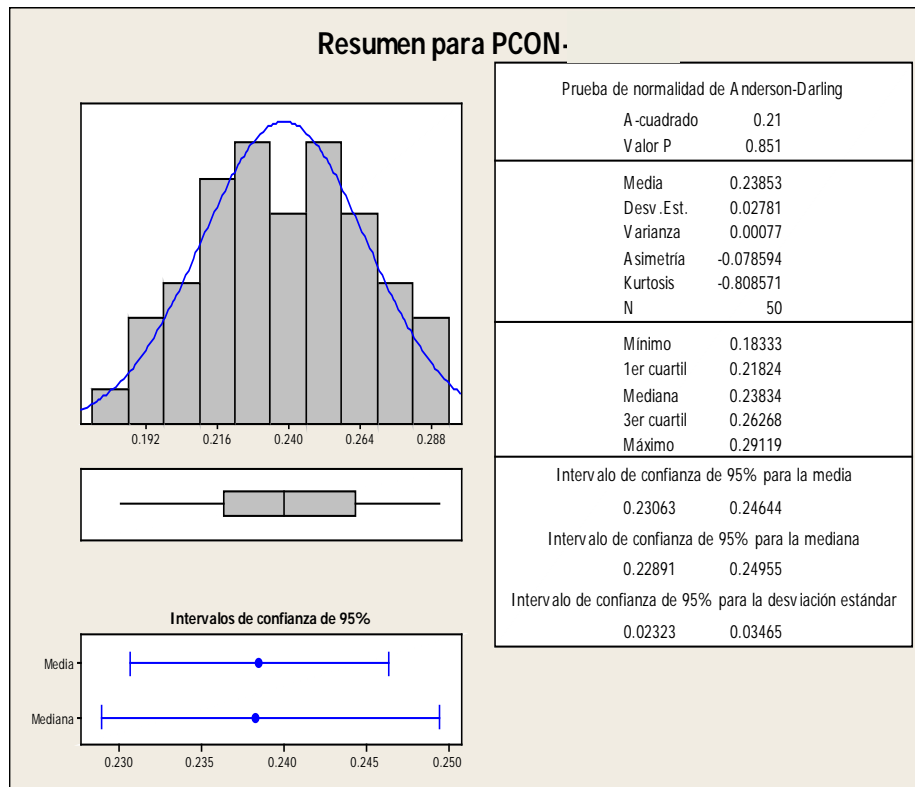 Resumen para PCON-
Prueba de normalidad de Anderson-Darling
A-cuadrado 0.21
Valor P 0.851
Media 0.23853
Desv.Est. 0.02781
Varianza 0.00077
Asimetría -0.078594
Kurtosis -0.808571
N 50
Mínimo 0.18333
1er cuartil 0.21824
Mediana 0.23834
3er cuartil 0.26268
Máximo 0.29119
Intervalo de confianza de 95% para la media
0.23063 0.24644
Intervalo de confianza de 95% para la mediana
0.22891 0.24955
Intervalo de confianza de 95% para la desviación estándar
0.02323 0.03465
0.192 0.216 0.240 0.264 0.288
Intervalos de confianza de 95%
Media
Mediana
0.230 0.235 0.240 0.245 0.250